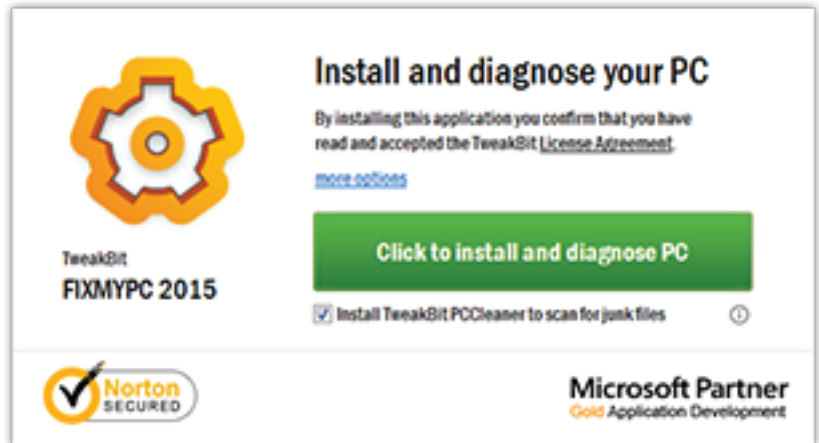 Install and diagnose your PC
By installing this application you confirm that you have
read and accepted the TweakBit License Agreement.
more options
Click to install and diagnose PC
Install TweakBit PCCleaner to scan for junk files
TweakBit
FIXMYPC 2015
Norton
SECURED
Microsoft Partner
Gold Application Development